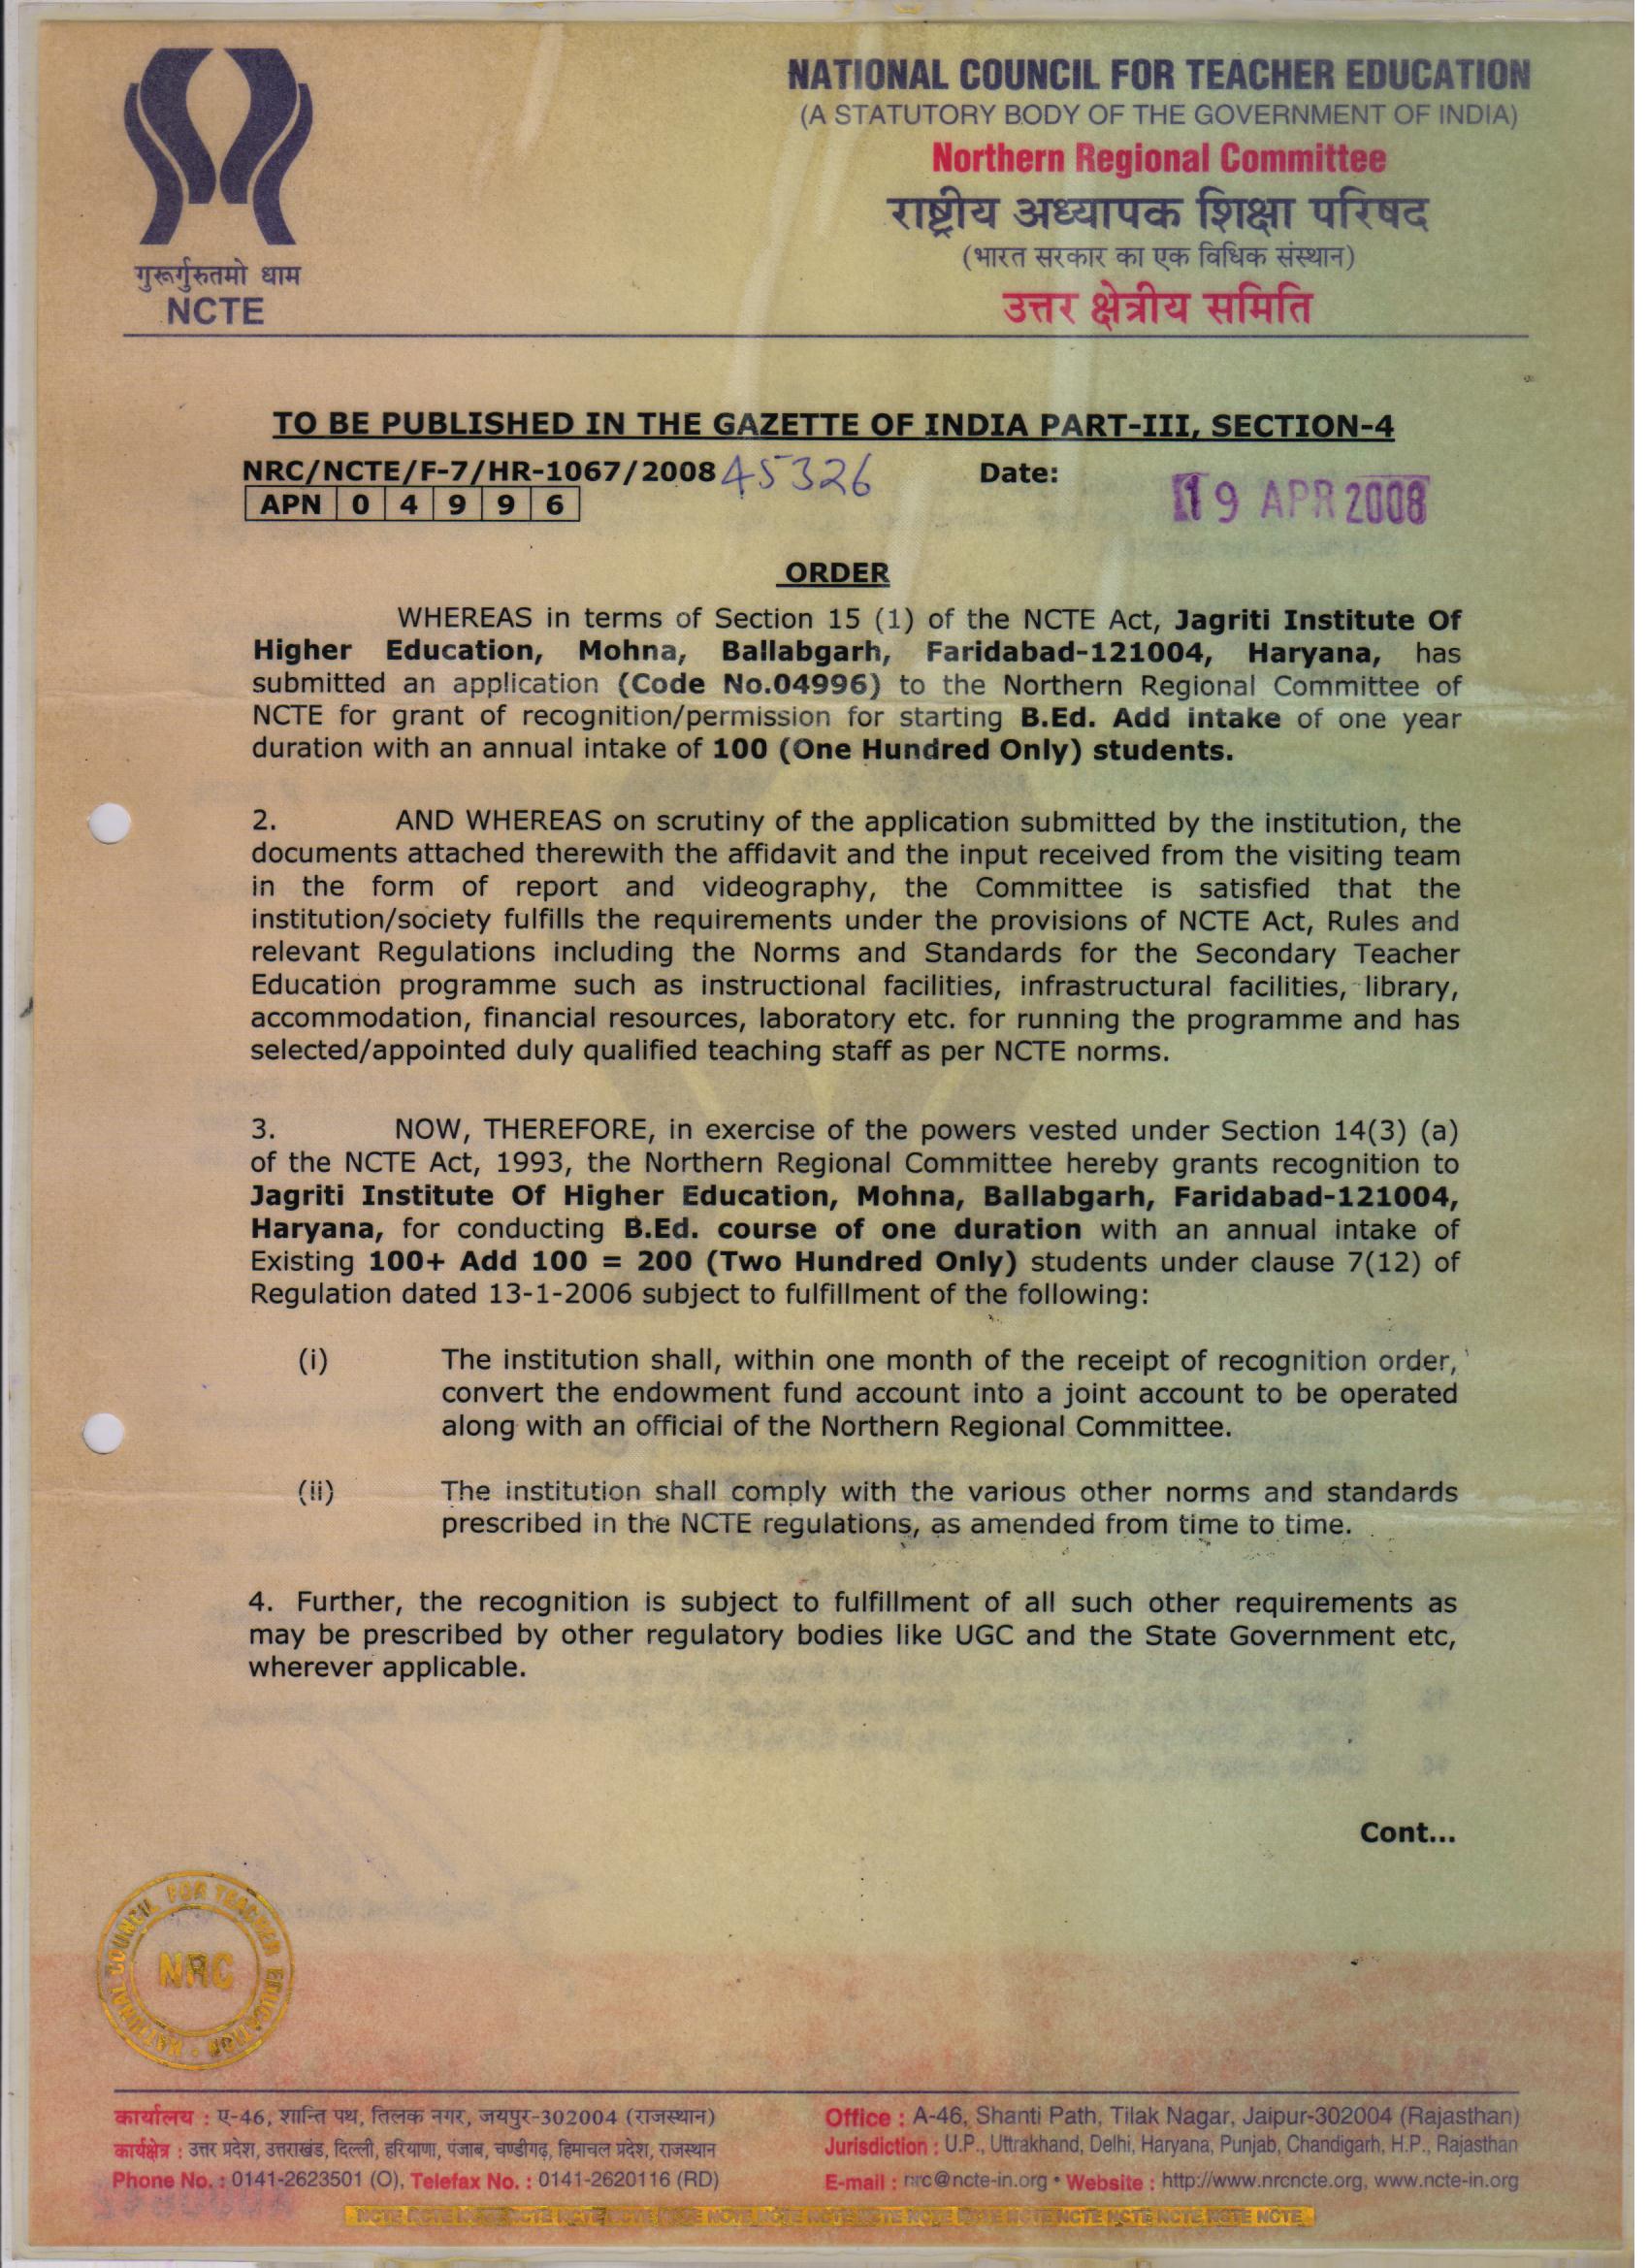 NATIONAL COUNCIL FOR TEACHER EDUCATION
(A STATUTORY BODY OF THE GOVERNMENT OF INDIA)
Northern Regional Committee
राष्ट्रीय अध्यापक शिक्षा परिषद
(भारत सरकार का एक विधिक संस्थान)
उत्तर क्षेत्रीय समिति
गुरूर्गुरुतमो धाम
NCTE
TO BE PUBLISHED IN THE GAZETTE OF INDIA PART-III, SECTION-4
NRC/NCTE/F-7/HR-1067/2008 45326 Date:
APN 0 4 9 9 6
19 APR 2008
ORDER
WHEREAS in terms of Section 15 (1) of the NCTE Act, Jagriti Institute Of
Higher Education, Mohna, Ballabgarh, Faridabad-121004, Haryana, has
submitted an application (Code No.04996) to the Northern Regional Committee of
NCTE for grant of recognition/permission for starting B.Ed. Add intake of one year
duration with an annual intake of 100 (One Hundred Only) students.
2. AND WHEREAS on scrutiny of the application submitted by the institution, the
documents attached therewith the affidavit and the input received from the visiting team
in the form of report and videography, the Committee is satisfied that the
institution/society fulfills the requirements under the provisions of NCTE Act, Rules and
relevant Regulations including the Norms and Standards for the Secondary Teacher
Education programme such as instructional facilities, infrastructural facilities, library,
accommodation, financial resources, laboratory etc. for running the programme and has
selected/appointed duly qualified teaching staff as per NCTE norms.
3. NOW, THEREFORE, in exercise of the powers vested under Section 14(3) (a)
of the NCTE Act, 1993, the Northern Regional Committee hereby grants recognition to
Jagriti Institute Of Higher Education, Mohna, Ballabgarh, Faridabad-121004,
Haryana, for conducting B.Ed. course of one duration with an annual intake of
Existing 100+ Add 100 = 200 (Two Hundred Only) students under clause 7(12) of
Regulation dated 13-1-2006 subject to fulfillment of the following:
(i) The institution shall, within one month of the receipt of recognition order,
convert the endowment fund account into a joint account to be operated
along with an official of the Northern Regional Committee.
(ii) The institution shall comply with the various other norms and standards
prescribed in the NCTE regulations, as amended from time to time.
4. Further, the recognition is subject to fulfillment of all such other requirements as
may be prescribed by other regulatory bodies like UGC and the State Government etc,
wherever applicable.
Cont...
NATIONAL COUNCIL FOR TEACHER EDUCATION
NRC
कार्यालय : ए-46, शान्ति पथ, तिलक नगर, जयपुर-302004 (राजस्थान)
कार्यक्षेत्र : उत्तर प्रदेश, उत्तराखंड, दिल्ली, हरियाणा, पंजाब, चण्डीगढ़, हिमाचल प्रदेश, राजस्थान
Phone No. : 0141-2623501 (O), Telefax No. : 0141-2620116 (RD)
Office : A-46, Shanti Path, Tilak Nagar, Jaipur-302004 (Rajasthan)
Jurisdiction : U.P., Uttrakhand, Delhi, Haryana, Punjab, Chandigarh, H.P., Rajasthan
E-mail : nrc@ncte-in.org • Website : http://www.nrcncte.org, www.ncte-in.org
NCTE NCTE NCTE NCTE NCTE NCTE NCTE NCTE NCTE NCTE NCTE NCTE NCTE NCTE NCTE NCTE NCTE NCTE NCTE